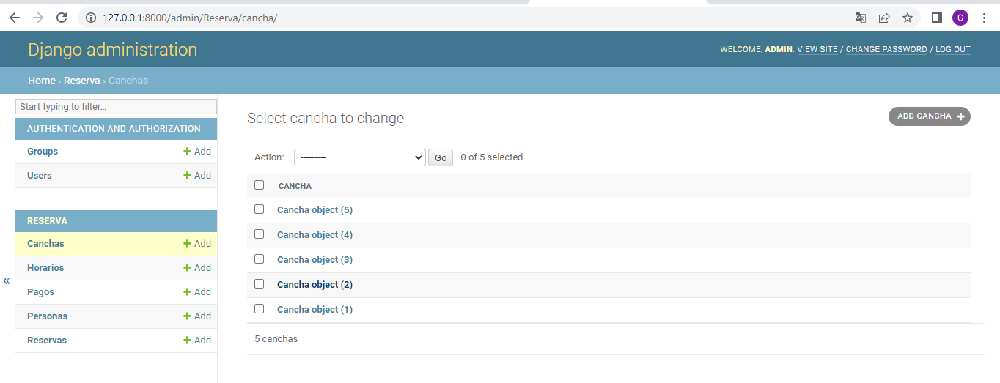 127.0.0.1:8000/admin/Reserva/cancha/
G
Django administration
WELCOME, ADMIN. VIEW SITE / CHANGE PASSWORD / LOG OUT
Home › Reserva › Canchas
Start typing to filter...
AUTHENTICATION AND AUTHORIZATION
Groups + Add
Users + Add
RESERVA
Canchas + Add
Horarios + Add
Pagos + Add
Personas + Add
Reservas + Add
«
Select cancha to change
ADD CANCHA +
Action: --------- Go 0 of 5 selected
CANCHA
Cancha object (5)
Cancha object (4)
Cancha object (3)
Cancha object (2)
Cancha object (1)
5 canchas